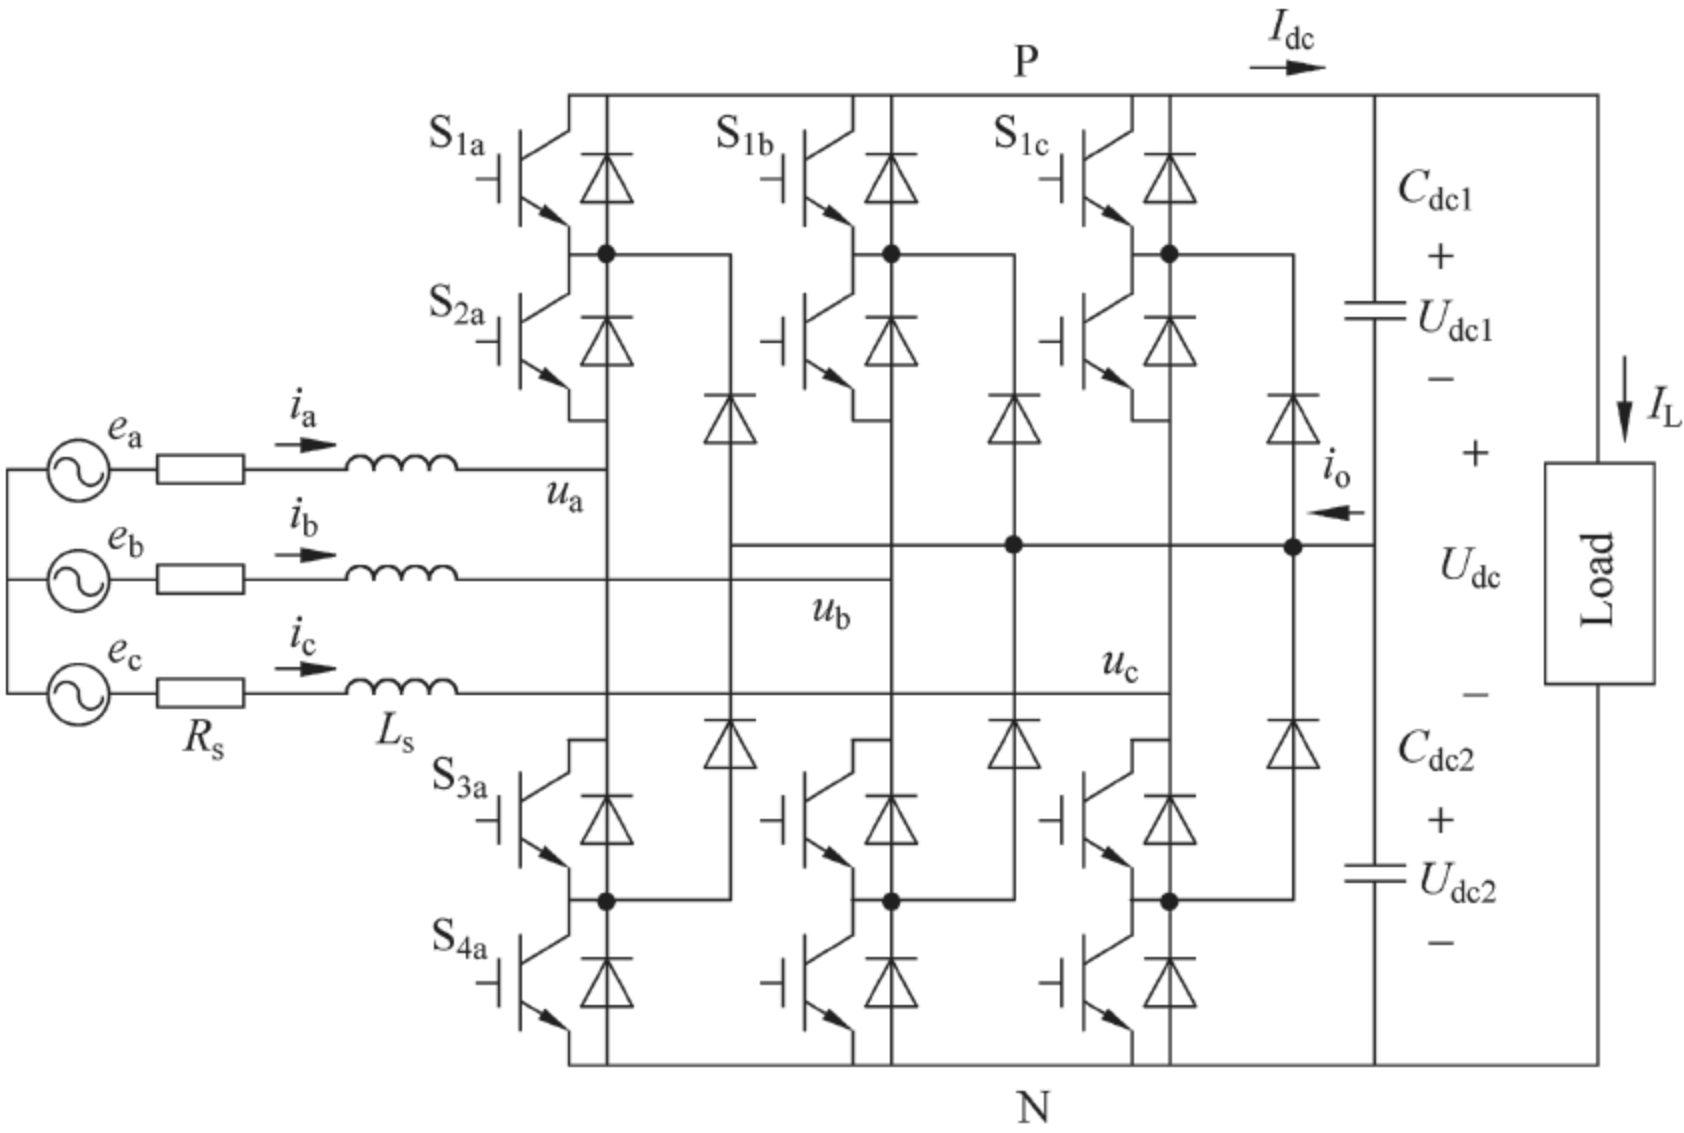 I_dc
P
S_1a
S_1b
S_1c
C_dc1
+
S_2a
U_dc1
−
e_a
i_a
I_L
+
i_o
u_a
e_b
i_b
U_dc
Load
u_b
e_c
i_c
u_c
−
R_s
L_s
C_dc2
S_3a
+
U_dc2
S_4a
−
N